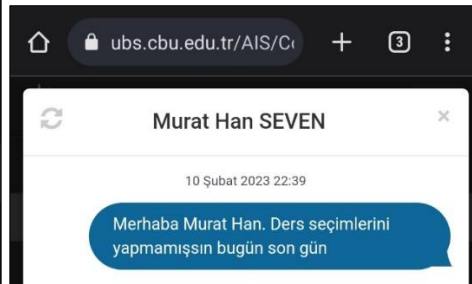 ubs.cbu.edu.tr/AIS/Co
3
Murat Han SEVEN
10 Şubat 2023 22:39
Merhaba Murat Han. Ders seçimlerini
yapmamışsın bugün son gün